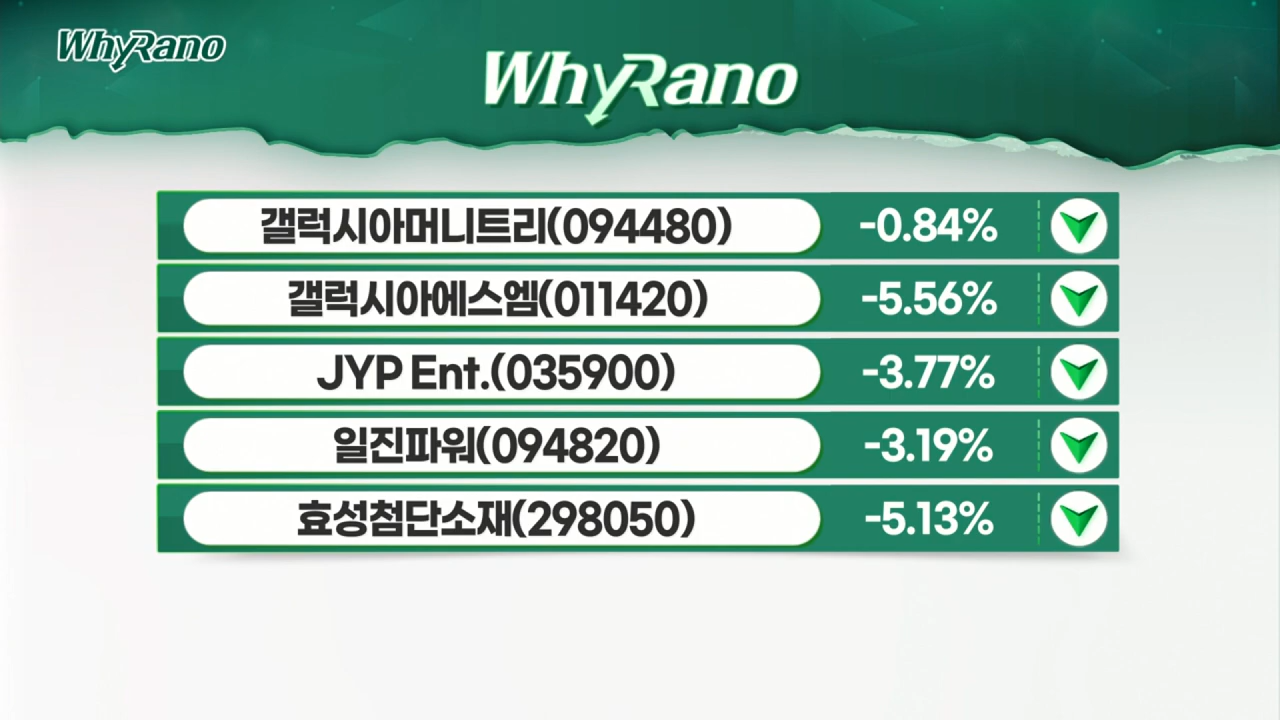 WhyRano
WhyRano
갤럭시아머니트리(094480) -0.84%
갤럭시아에스엠(011420) -5.56%
JYP Ent.(035900) -3.77%
일진파워(094820) -3.19%
효성첨단소재(298050) -5.13%